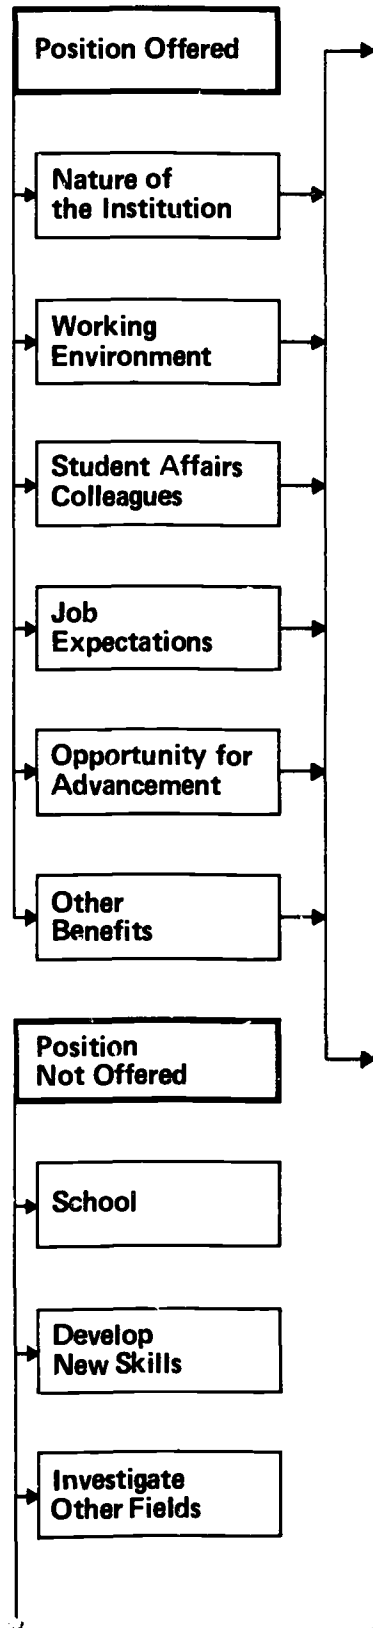 Position Offered
Nature of
the Institution
Working
Environment
Student Affairs
Colleagues
Job
Expectations
Opportunity for
Advancement
Other
Benefits
Position
Not Offered
School
Develop
New Skills
Investigate
Other Fields